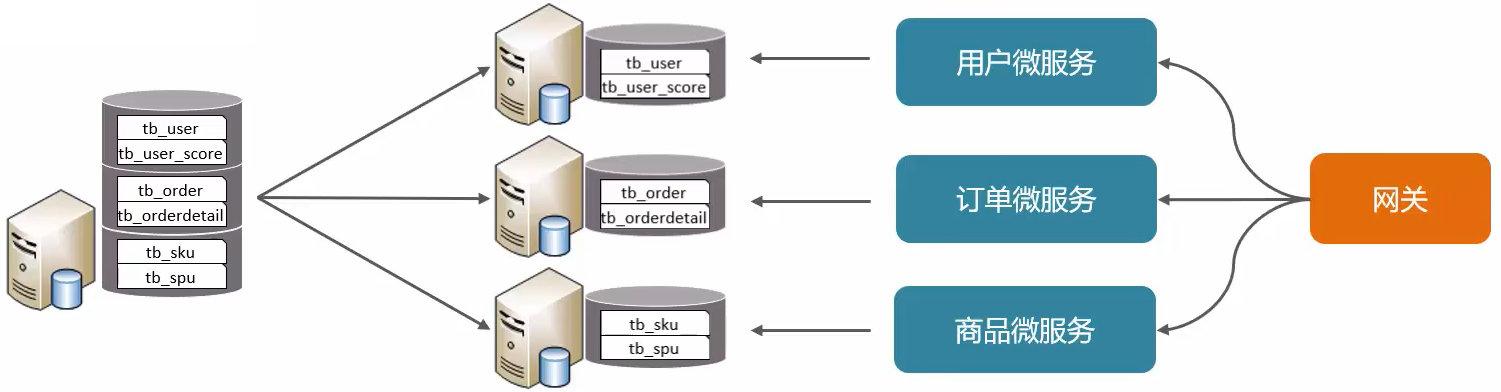 tb_user
tb_user_score
tb_order
tb_orderdetail
tb_sku
tb_spu
tb_user
tb_user_score
tb_order
tb_orderdetail
tb_sku
tb_spu
用户微服务
订单微服务
商品微服务
网关